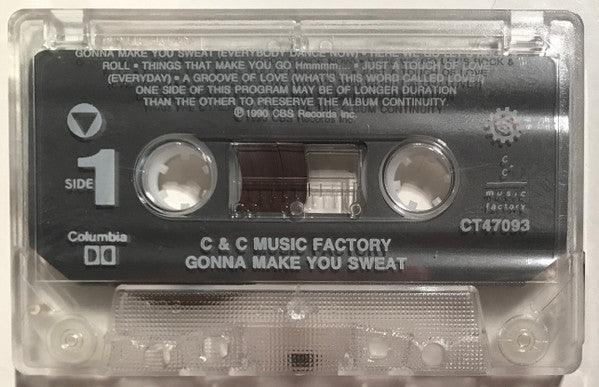 GONNA MAKE YOU SWEAT (EVERYBODY DANCE NOW)
ROLL • THINGS THAT MAKE YOU GO Hmmmm.... • JUST A TOUCH OF LOVE
(EVERYDAY) • A GROOVE OF LOVE (WHAT'S THIS WORD CALLED LOVE?)
ONE SIDE OF THIS PROGRAM MAY BE OF LONGER DURATION
THAN THE OTHER TO PRESERVE THE ALBUM CONTINUITY.
℗ 1990 CBS Records Inc.
SIDE 1
C
C
music
factory
CT47093
Columbia
C & C MUSIC FACTORY
GONNA MAKE YOU SWEAT